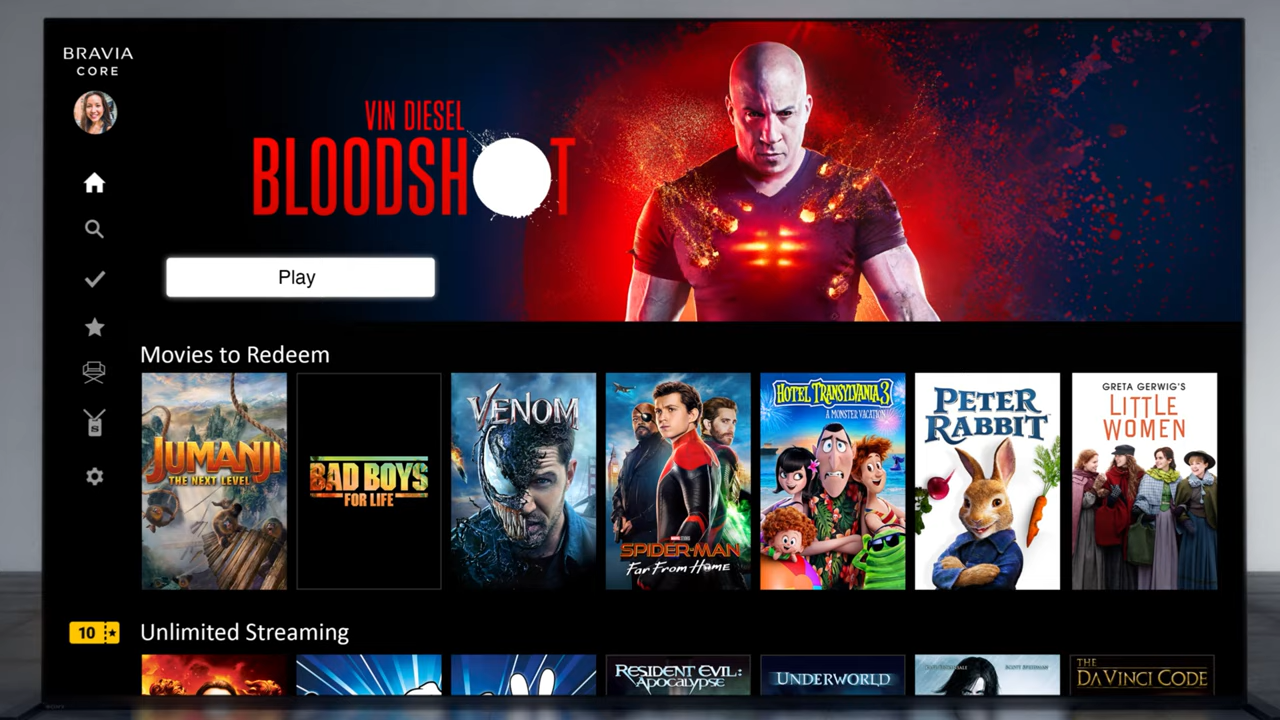 BRAVIA
CORE
VIN DIESEL
BLOODSHOT
Play
Movies to Redeem
JUMANJI
THE NEXT LEVEL
BAD BOYS
FOR LIFE
VENOM
SPIDER-MAN
Far From Home
HOTEL TRANSYLVANIA 3
A MONSTER VACATION
PETER
RABBIT
GRETA GERWIG'S
LITTLE
WOMEN
S
10
Unlimited Streaming
RESIDENT EVIL:
APOCALYPSE
UNDERWORLD
THE
DA VINCI CODE
SONY